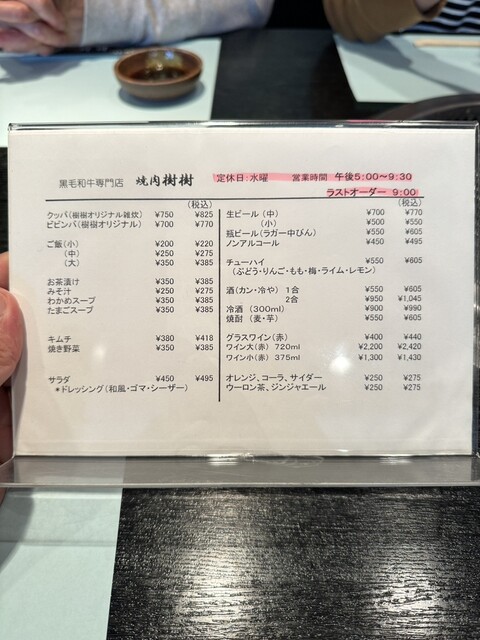 黒毛和牛専門店 焼肉樹樹 定休日:水曜 営業時間 午後5:00〜9:30
ラストオーダー 9:00
(税込)
クッパ(樹樹オリジナル雑炊) ¥750 ¥825
ビビンバ(樹樹オリジナル) ¥700 ¥770
ご飯(小) ¥200 ¥220
(中) ¥250 ¥275
(大) ¥350 ¥385
お茶漬け ¥350 ¥385
みそ汁 ¥250 ¥275
わかめスープ ¥350 ¥385
たまごスープ ¥350 ¥385
キムチ ¥380 ¥418
焼き野菜 ¥350 ¥385
サラダ ¥450 ¥495
*ドレッシング(和風・ゴマ・シーザー)
(税込)
生ビール (中) ¥700 ¥770
(小) ¥500 ¥550
瓶ビール(ラガー中びん) ¥550 ¥605
ノンアルコール ¥450 ¥495
チューハイ ¥550 ¥605
(ぶどう・りんご・もも・梅・ライム・レモン)
酒(カン・冷や) 1合 ¥550 ¥605
2合 ¥950 ¥1,045
冷酒 (300ml) ¥900 ¥990
焼酎 (麦・芋) ¥550 ¥605
グラスワイン(赤) ¥400 ¥440
ワイン大(赤) 720ml ¥2,200 ¥2,420
ワイン小(赤) 375ml ¥1,300 ¥1,430
オレンジ、コーラ、サイダー ¥250 ¥275
ウーロン茶、ジンジャエール ¥250 ¥275